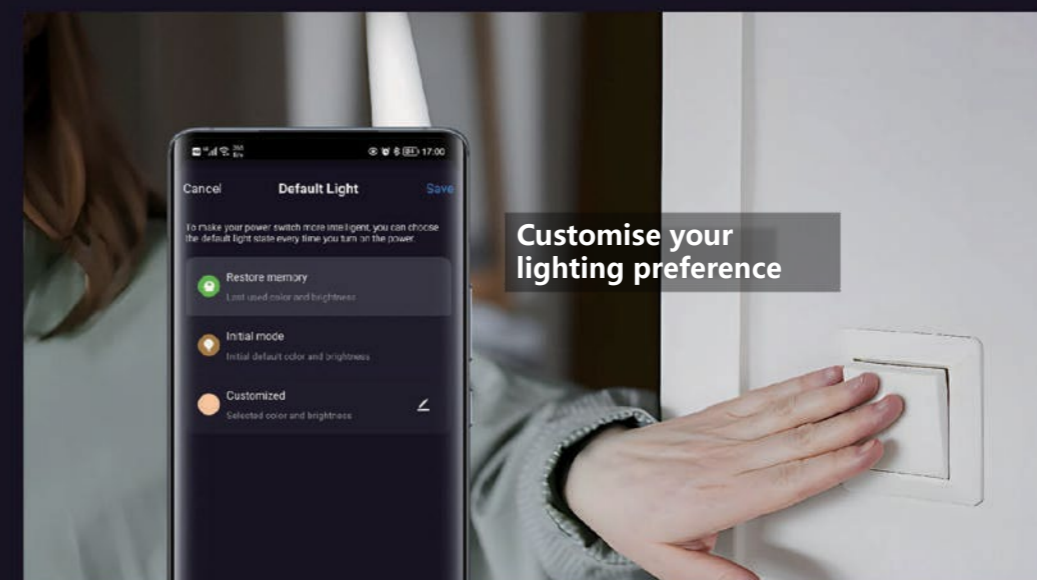 17:00
Cancel
Default Light
Save
To make your power switch more intelligent, you can choose
the default light state every time you turn on the power.
Restore memory
Last used color and brightness
Initial mode
Initial default color and brightness
Customized
Selected color and brightness
Customise your
lighting preference